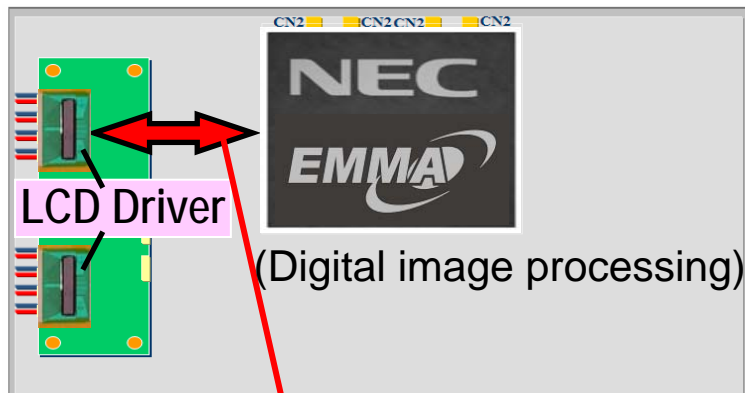 CN2 CN2 CN2 CN2
NEC
EMMA
LCD Driver
(Digital image processing)